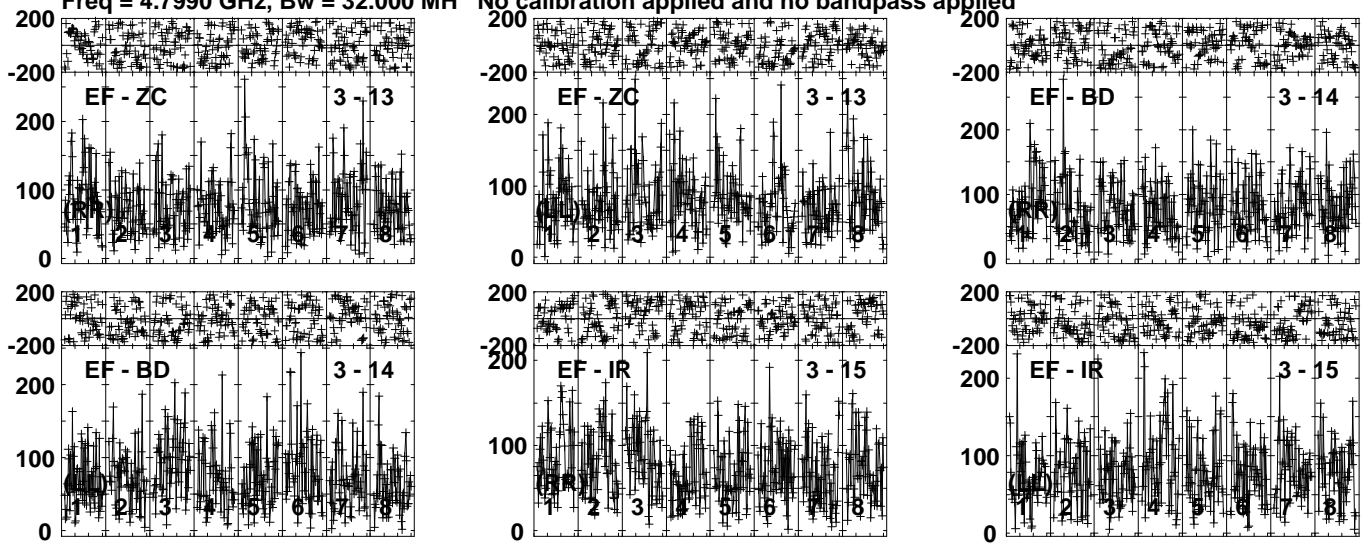 Freq = 4.7990 GHz, Bw = 32.000 MH No calibration applied and no bandpass applied
200
-200
EF - ZC 3 - 13
200
100
(RR)
1 2 3 4 5 6 7 8
0
200
-200
EF - ZC 3 - 13
200
100
(LL)
1 2 3 4 5 6 7 8
0
200
-200
EF - BD 3 - 14
200
100
(RR)
1 2 3 4 5 6 7 8
0
200
-200
EF - BD 3 - 14
200
100
(LL)
1 2 3 4 5 6 7 8
0
200
-200
200
EF - IR 3 - 15
100
(RR)
1 2 3 4 5 6 7 8
0
200
-200
EF - IR 3 - 15
200
100
(LL)
1 2 3 4 5 6 7 8
0